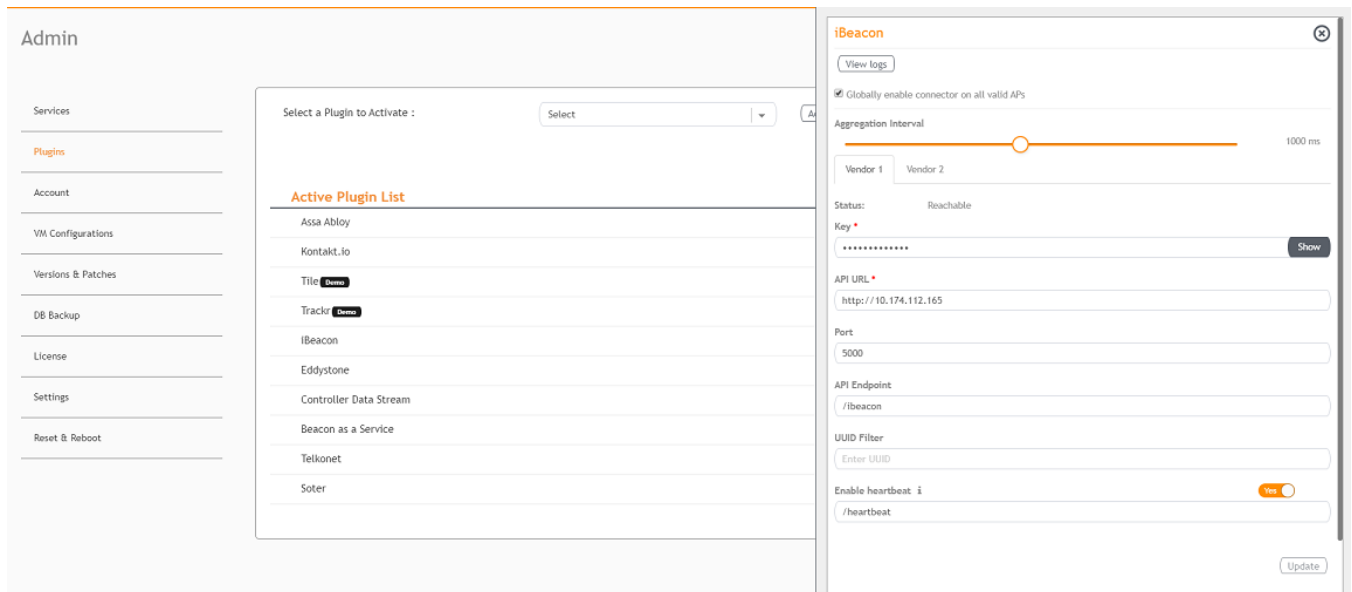 Admin
Services
Plugins
Account
VM Configurations
Versions & Patches
DB Backup
License
Settings
Reset & Reboot
Select a Plugin to Activate :
Select
Active Plugin List
Assa Abloy
Kontakt.io
Tile Demo
Trackr Demo
iBeacon
Eddystone
Controller Data Stream
Beacon as a Service
Telkonet
Soter
iBeacon
View logs
Globally enable connector on all valid APs
Aggregation Interval
1000 ms
Vendor 1 Vendor 2
Status: Reachable
Key *
•••••••••••••
Show
API URL *
http://10.174.112.165
Port
5000
API Endpoint
/ibeacon
UUID Filter
Enter UUID
Enable heartbeat i Yes
/heartbeat
Update